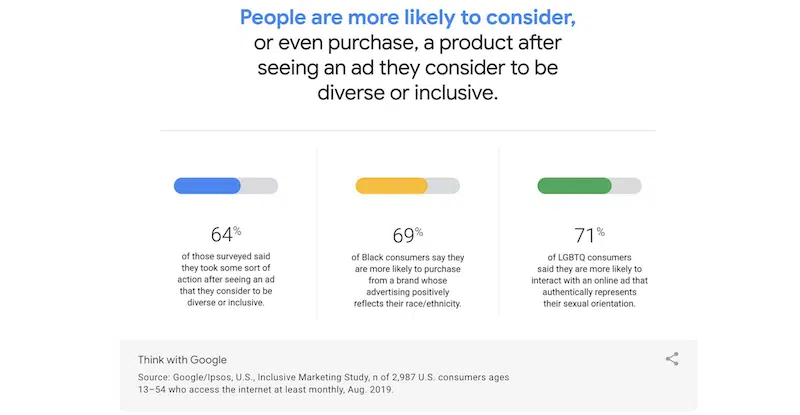 People are more likely to consider,
or even purchase, a product after
seeing an ad they consider to be
diverse or inclusive.
64%
of those surveyed said
they took some sort of
action after seeing an ad
that they consider to be
diverse or inclusive.
69%
of Black consumers say they
are more likely to purchase
from a brand whose
advertising positively
reflects their race/ethnicity.
71%
of LGBTQ consumers
said they are more likely to
interact with an online ad that
authentically represents
their sexual orientation.
Think with Google
Source: Google/Ipsos, U.S., Inclusive Marketing Study, n of 2,987 U.S. consumers ages
13–54 who access the internet at least monthly, Aug. 2019.